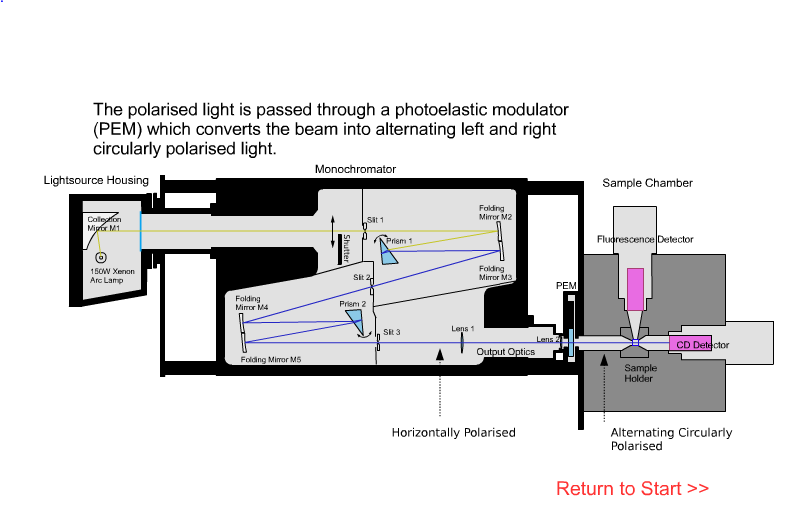 The polarised light is passed through a photoelastic modulator
(PEM) which converts the beam into alternating left and right
circularly polarised light.
Monochromator
Lightsource Housing
Sample Chamber
Collection
Mirror M1
150W Xenon
Arc Lamp
Slit 1
Shutter
Prism 1
Folding
Mirror M2
Folding
Mirror M3
Fluorescence Detector
Slit 2
Folding
Mirror M4
Prism 2
PEM
Slit 3
Lens 1
Lens 2
Folding Mirror M5
Output Optics
CD Detector
Sample
Holder
Horizontally Polarised
Alternating Circularly
Polarised
Return to Start >>